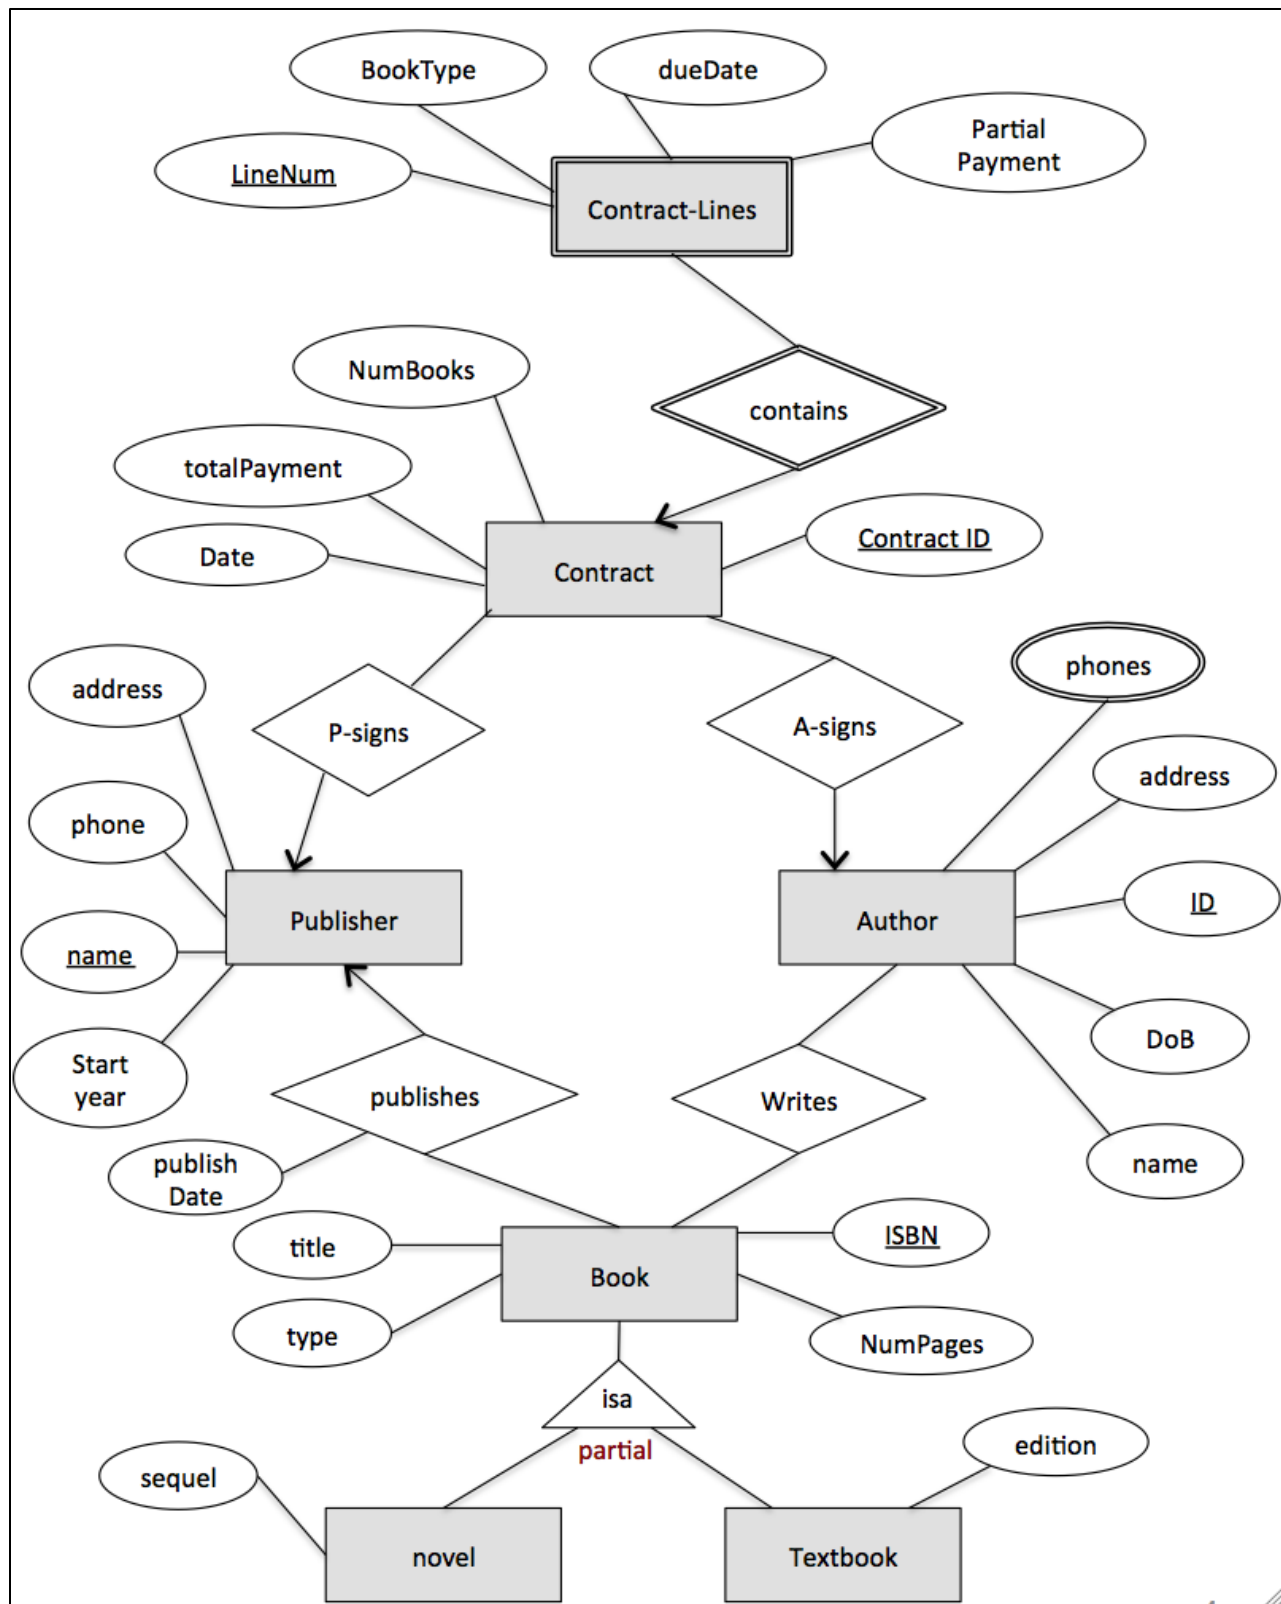 BookType
dueDate
Partial
Payment
LineNum
Contract-Lines
NumBooks
contains
totalPayment
Date
Contract ID
Contract
phones
address
P-signs
A-signs
address
phone
ID
Publisher
Author
name
DoB
Start
year
publishes
Writes
publish
Date
name
title
ISBN
Book
type
NumPages
isa
partial
edition
sequel
novel
Textbook